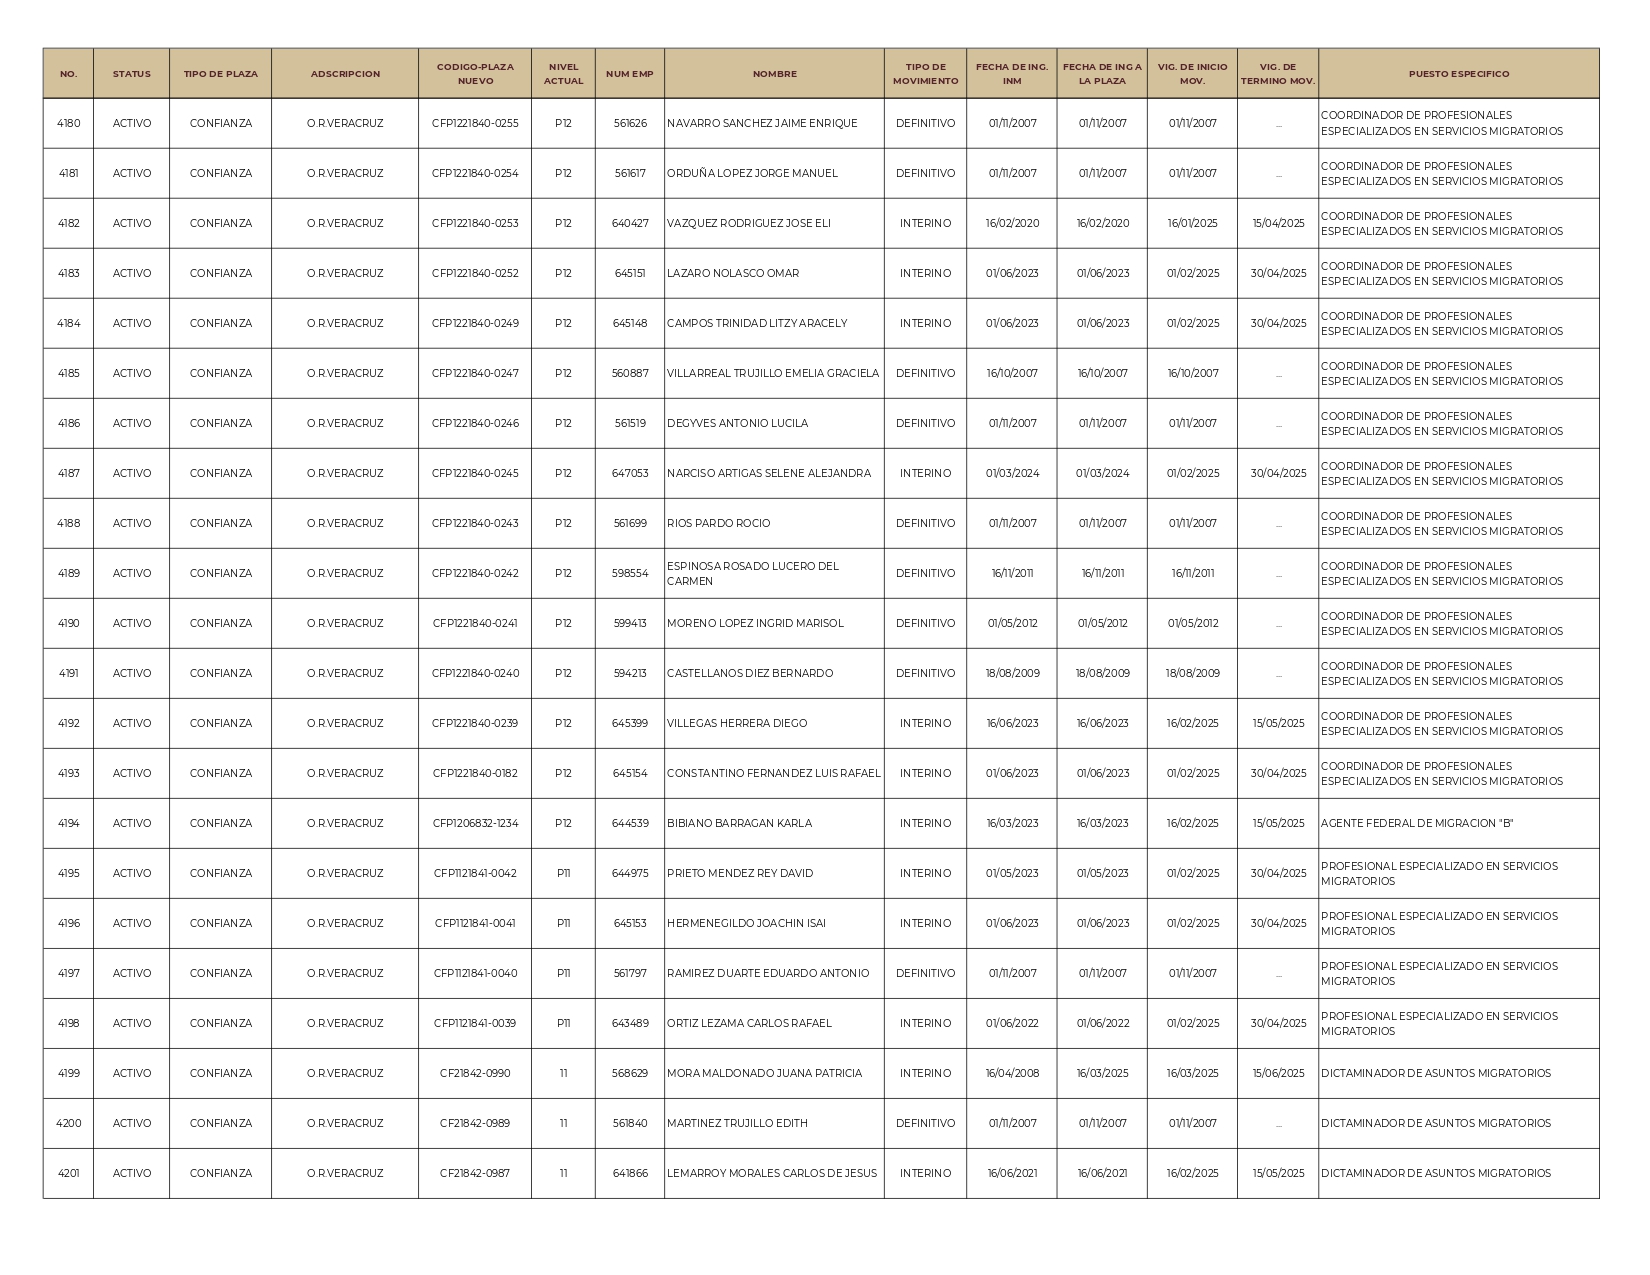 NO. STATUS TIPO DE PLAZA ADSCRIPCION CODIGO-PLAZA NUEVO NIVEL ACTUAL NUM EMP NOMBRE TIPO DE MOVIMIENTO FECHA DE ING. INM FECHA DE ING A LA PLAZA VIG. DE INICIO MOV. VIG. DE TERMINO MOV. PUESTO ESPECIFICO
4180 ACTIVO CONFIANZA O.R.VERACRUZ CFP1221840-0255 P12 561626 NAVARRO SANCHEZ JAIME ENRIQUE DEFINITIVO 01/11/2007 01/11/2007 01/11/2007 ... COORDINADOR DE PROFESIONALES ESPECIALIZADOS EN SERVICIOS MIGRATORIOS
4181 ACTIVO CONFIANZA O.R.VERACRUZ CFP1221840-0254 P12 561617 ORDUÑA LOPEZ JORGE MANUEL DEFINITIVO 01/11/2007 01/11/2007 01/11/2007 ... COORDINADOR DE PROFESIONALES ESPECIALIZADOS EN SERVICIOS MIGRATORIOS
4182 ACTIVO CONFIANZA O.R.VERACRUZ CFP1221840-0253 P12 640427 VAZQUEZ RODRIGUEZ JOSE ELI INTERINO 16/02/2020 16/02/2020 16/01/2025 15/04/2025 COORDINADOR DE PROFESIONALES ESPECIALIZADOS EN SERVICIOS MIGRATORIOS
4183 ACTIVO CONFIANZA O.R.VERACRUZ CFP1221840-0252 P12 645151 LAZARO NOLASCO OMAR INTERINO 01/06/2023 01/06/2023 01/02/2025 30/04/2025 COORDINADOR DE PROFESIONALES ESPECIALIZADOS EN SERVICIOS MIGRATORIOS
4184 ACTIVO CONFIANZA O.R.VERACRUZ CFP1221840-0249 P12 645148 CAMPOS TRINIDAD LITZY ARACELY INTERINO 01/06/2023 01/06/2023 01/02/2025 30/04/2025 COORDINADOR DE PROFESIONALES ESPECIALIZADOS EN SERVICIOS MIGRATORIOS
4185 ACTIVO CONFIANZA O.R.VERACRUZ CFP1221840-0247 P12 560887 VILLARREAL TRUJILLO EMELIA GRACIELA DEFINITIVO 16/10/2007 16/10/2007 16/10/2007 ... COORDINADOR DE PROFESIONALES ESPECIALIZADOS EN SERVICIOS MIGRATORIOS
4186 ACTIVO CONFIANZA O.R.VERACRUZ CFP1221840-0246 P12 561519 DEGYVES ANTONIO LUCILA DEFINITIVO 01/11/2007 01/11/2007 01/11/2007 ... COORDINADOR DE PROFESIONALES ESPECIALIZADOS EN SERVICIOS MIGRATORIOS
4187 ACTIVO CONFIANZA O.R.VERACRUZ CFP1221840-0245 P12 647053 NARCISO ARTIGAS SELENE ALEJANDRA INTERINO 01/03/2024 01/03/2024 01/02/2025 30/04/2025 COORDINADOR DE PROFESIONALES ESPECIALIZADOS EN SERVICIOS MIGRATORIOS
4188 ACTIVO CONFIANZA O.R.VERACRUZ CFP1221840-0243 P12 561699 RIOS PARDO ROCIO DEFINITIVO 01/11/2007 01/11/2007 01/11/2007 ... COORDINADOR DE PROFESIONALES ESPECIALIZADOS EN SERVICIOS MIGRATORIOS
4189 ACTIVO CONFIANZA O.R.VERACRUZ CFP1221840-0242 P12 598554 ESPINOSA ROSADO LUCERO DEL CARMEN DEFINITIVO 16/11/2011 16/11/2011 16/11/2011 ... COORDINADOR DE PROFESIONALES ESPECIALIZADOS EN SERVICIOS MIGRATORIOS
4190 ACTIVO CONFIANZA O.R.VERACRUZ CFP1221840-0241 P12 599413 MORENO LOPEZ INGRID MARISOL DEFINITIVO 01/05/2012 01/05/2012 01/05/2012 ... COORDINADOR DE PROFESIONALES ESPECIALIZADOS EN SERVICIOS MIGRATORIOS
4191 ACTIVO CONFIANZA O.R.VERACRUZ CFP1221840-0240 P12 594213 CASTELLANOS DIEZ BERNARDO DEFINITIVO 18/08/2009 18/08/2009 18/08/2009 ... COORDINADOR DE PROFESIONALES ESPECIALIZADOS EN SERVICIOS MIGRATORIOS
4192 ACTIVO CONFIANZA O.R.VERACRUZ CFP1221840-0239 P12 645399 VILLEGAS HERRERA DIEGO INTERINO 16/06/2023 16/06/2023 16/02/2025 15/05/2025 COORDINADOR DE PROFESIONALES ESPECIALIZADOS EN SERVICIOS MIGRATORIOS
4193 ACTIVO CONFIANZA O.R.VERACRUZ CFP1221840-0182 P12 645154 CONSTANTINO FERNANDEZ LUIS RAFAEL INTERINO 01/06/2023 01/06/2023 01/02/2025 30/04/2025 COORDINADOR DE PROFESIONALES ESPECIALIZADOS EN SERVICIOS MIGRATORIOS
4194 ACTIVO CONFIANZA O.R.VERACRUZ CFP1206832-1234 P12 644539 BIBIANO BARRAGAN KARLA INTERINO 16/03/2023 16/03/2023 16/02/2025 15/05/2025 AGENTE FEDERAL DE MIGRACION "B"
4195 ACTIVO CONFIANZA O.R.VERACRUZ CFP1121841-0042 P11 644975 PRIETO MENDEZ REY DAVID INTERINO 01/05/2023 01/05/2023 01/02/2025 30/04/2025 PROFESIONAL ESPECIALIZADO EN SERVICIOS MIGRATORIOS
4196 ACTIVO CONFIANZA O.R.VERACRUZ CFP1121841-0041 P11 645153 HERMENEGILDO JOACHIN ISAI INTERINO 01/06/2023 01/06/2023 01/02/2025 30/04/2025 PROFESIONAL ESPECIALIZADO EN SERVICIOS MIGRATORIOS
4197 ACTIVO CONFIANZA O.R.VERACRUZ CFP1121841-0040 P11 561797 RAMIREZ DUARTE EDUARDO ANTONIO DEFINITIVO 01/11/2007 01/11/2007 01/11/2007 ... PROFESIONAL ESPECIALIZADO EN SERVICIOS MIGRATORIOS
4198 ACTIVO CONFIANZA O.R.VERACRUZ CFP1121841-0039 P11 643489 ORTIZ LEZAMA CARLOS RAFAEL INTERINO 01/06/2022 01/06/2022 01/02/2025 30/04/2025 PROFESIONAL ESPECIALIZADO EN SERVICIOS MIGRATORIOS
4199 ACTIVO CONFIANZA O.R.VERACRUZ CF21842-0990 11 568629 MORA MALDONADO JUANA PATRICIA INTERINO 16/04/2008 16/03/2025 16/03/2025 15/06/2025 DICTAMINADOR DE ASUNTOS MIGRATORIOS
4200 ACTIVO CONFIANZA O.R.VERACRUZ CF21842-0989 11 561840 MARTINEZ TRUJILLO EDITH DEFINITIVO 01/11/2007 01/11/2007 01/11/2007 ... DICTAMINADOR DE ASUNTOS MIGRATORIOS
4201 ACTIVO CONFIANZA O.R.VERACRUZ CF21842-0987 11 641866 LEMARROY MORALES CARLOS DE JESUS INTERINO 16/06/2021 16/06/2021 16/02/2025 15/05/2025 DICTAMINADOR DE ASUNTOS MIGRATORIOS